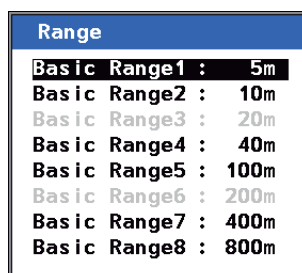 Range
Basic Range1 : 5m
Basic Range2 : 10m
Basic Range3 : 20m
Basic Range4 : 40m
Basic Range5 : 100m
Basic Range6 : 200m
Basic Range7 : 400m
Basic Range8 : 800m